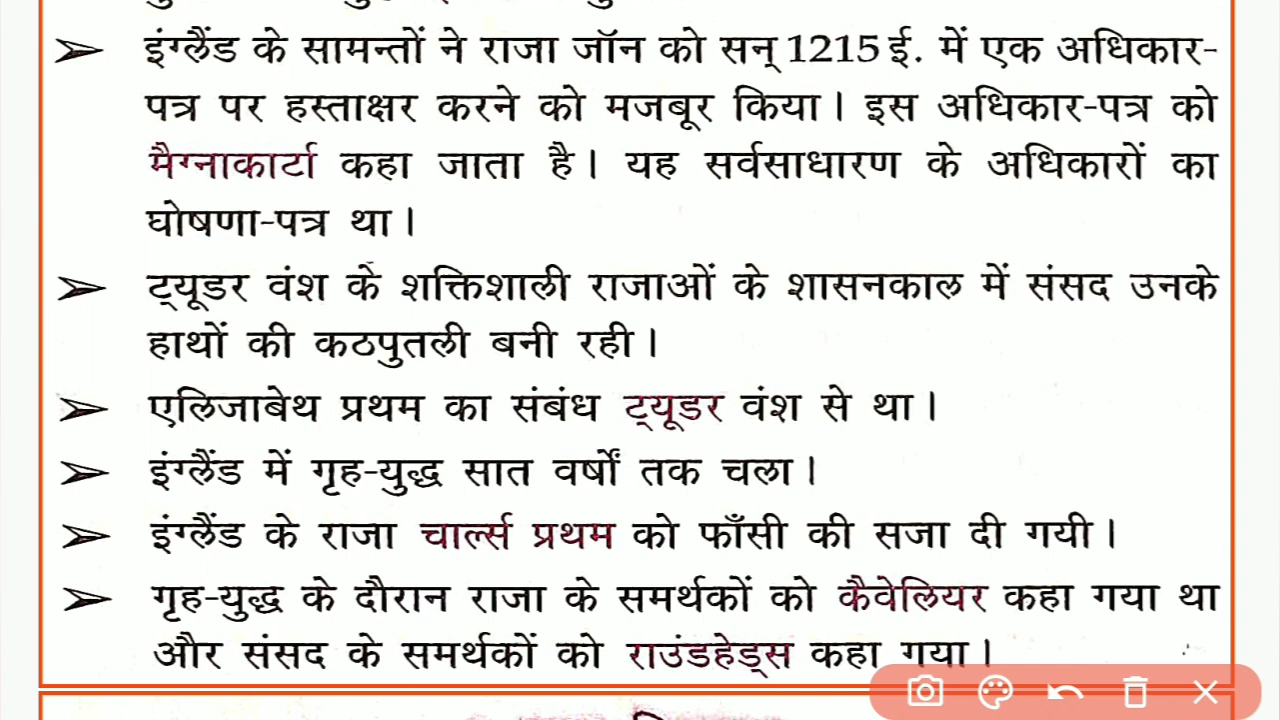 ➢ इंग्लैंड के सामन्तों ने राजा जॉन को सन् 1215 ई. में एक अधिकार-
पत्र पर हस्ताक्षर करने को मजबूर किया। इस अधिकार-पत्र को
मैग्नाकार्टा कहा जाता है। यह सर्वसाधारण के अधिकारों का
घोषणा-पत्र था।
➢ ट्यूडर वंश के शक्तिशाली राजाओं के शासनकाल में संसद उनके
हाथों की कठपुतली बनी रही।
➢ एलिजाबेथ प्रथम का संबंध ट्यूडर वंश से था।
➢ इंग्लैंड में गृह-युद्ध सात वर्षों तक चला।
➢ इंग्लैंड के राजा चार्ल्स प्रथम को फाँसी की सजा दी गयी।
➢ गृह-युद्ध के दौरान राजा के समर्थकों को कैवेलियर कहा गया था
और संसद के समर्थकों को राउंडहेड्स कहा गया।